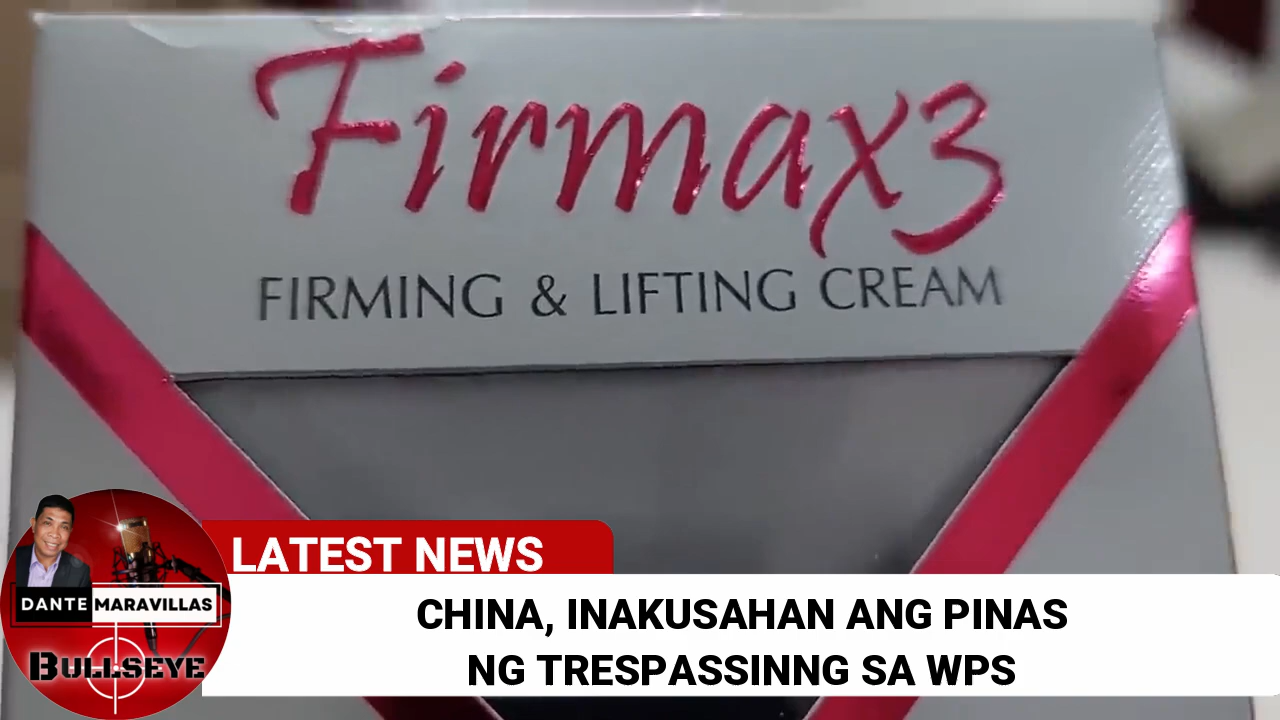 Firmax3
FIRMING & LIFTING CREAM
LATEST NEWS
DANTE MARAVILLAS
BULLSEYE
CHINA, INAKUSAHAN ANG PINAS
NG TRESPASSINNG SA WPS